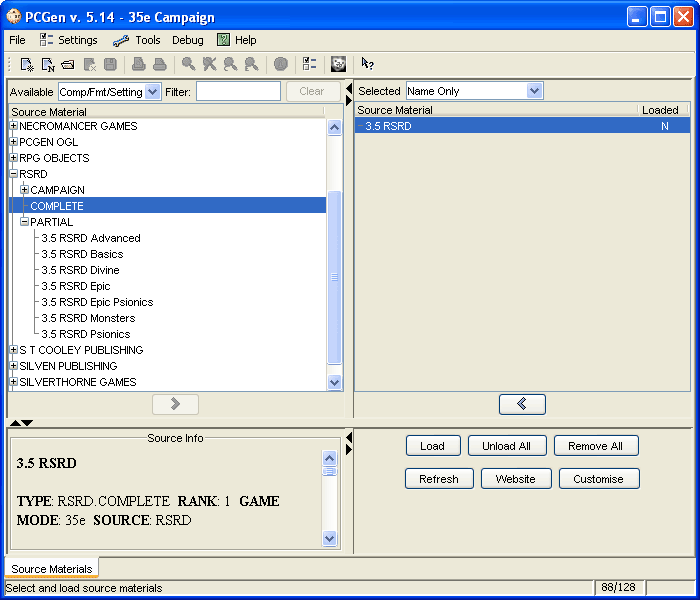 PCGen v. 5.14 - 35e Campaign
File Settings Tools Debug Help
Available Comp/Fmt/Setting Filter: Clear
Source Material
NECROMANCER GAMES
PCGEN OGL
RPG OBJECTS
RSRD
CAMPAIGN
COMPLETE
PARTIAL
3.5 RSRD Advanced
3.5 RSRD Basics
3.5 RSRD Divine
3.5 RSRD Epic
3.5 RSRD Epic Psionics
3.5 RSRD Monsters
3.5 RSRD Psionics
S T COOLEY PUBLISHING
SILVEN PUBLISHING
SILVERTHORNE GAMES
Selected Name Only
Source Material Loaded
3.5 RSRD N
Source Info
3.5 RSRD
TYPE: RSRD.COMPLETE RANK: 1 GAME
MODE: 35e SOURCE: RSRD
Load Unload All Remove All
Refresh Website Customise
Source Materials
Select and load source materials 88/128